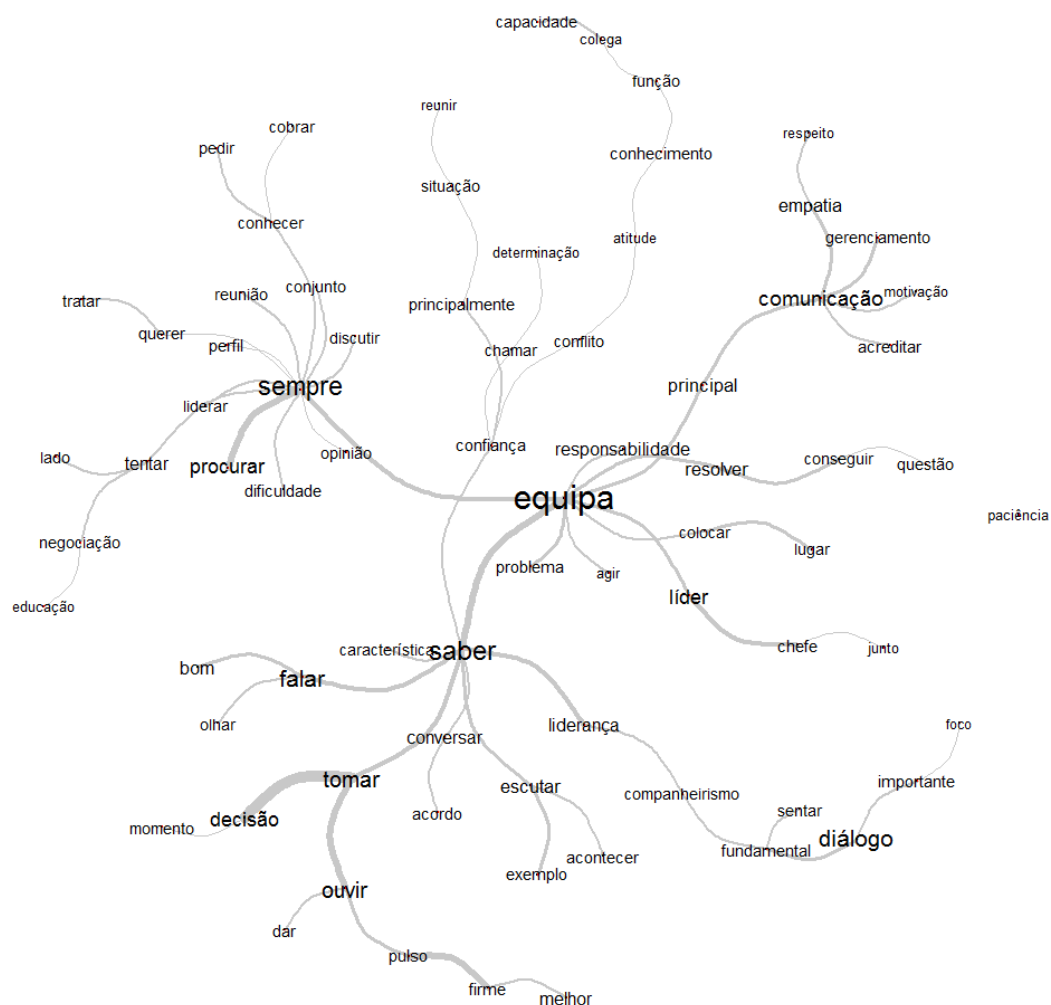 capacidade
colega
função
reunir
cobrar
respeito
pedir
conhecimento
situação
empatia
conhecer
gerenciamento
atitude
determinação
conjunto
reunião
motivação
comunicação
tratar
principalmente
querer
discutir
perfil
conflito
acreditar
chamar
sempre
principal
liderar
confiança
responsabilidade
opinião
lado
tentar
procurar
resolver
conseguir
questão
dificuldade
equipa
paciência
colocar
negociação
lugar
problema
agir
líder
educação
chefe
junto
característica
saber
bom
falar
olhar
liderança
foco
conversar
tomar
importante
escutar
companheirismo
sentar
momento
decisão
acordo
diálogo
fundamental
acontecer
exemplo
ouvir
dar
pulso
firme
melhor